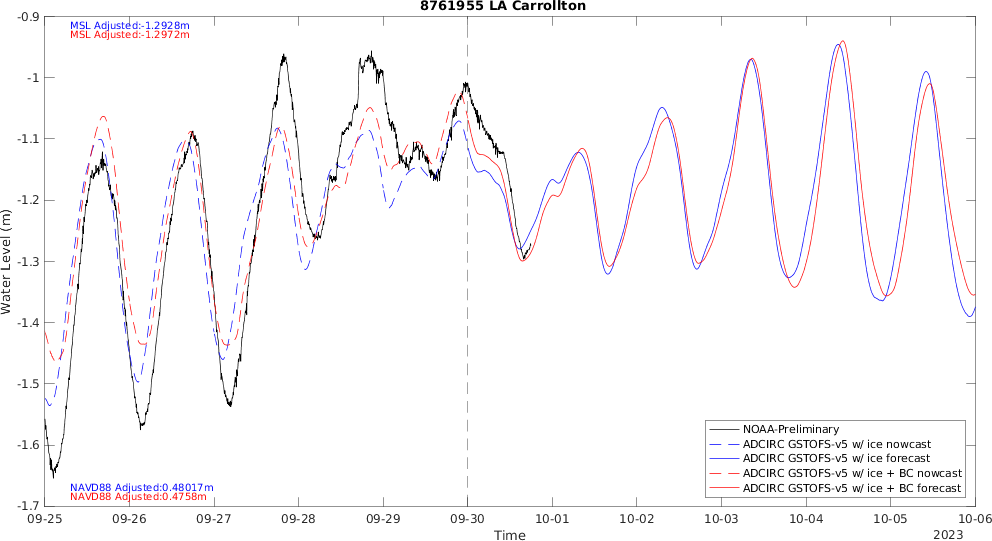 8761955 LA Carrollton
MSL Adjusted:-1.2928m
MSL Adjusted:-1.2972m
-0.9
-1
-1.1
-1.2
-1.3
-1.4
-1.5
-1.6
-1.7
Water Level (m)
NAVD88 Adjusted:0.48017m
NAVD88 Adjusted:0.4758m
NOAA-Preliminary
ADCIRC GSTOFS-v5 w/ ice nowcast
ADCIRC GSTOFS-v5 w/ ice forecast
ADCIRC GSTOFS-v5 w/ ice + BC nowcast
ADCIRC GSTOFS-v5 w/ ice + BC forecast
09-25 09-26 09-27 09-28 09-29 09-30 10-01 10-02 10-03 10-04 10-05 10-06
Time
2023